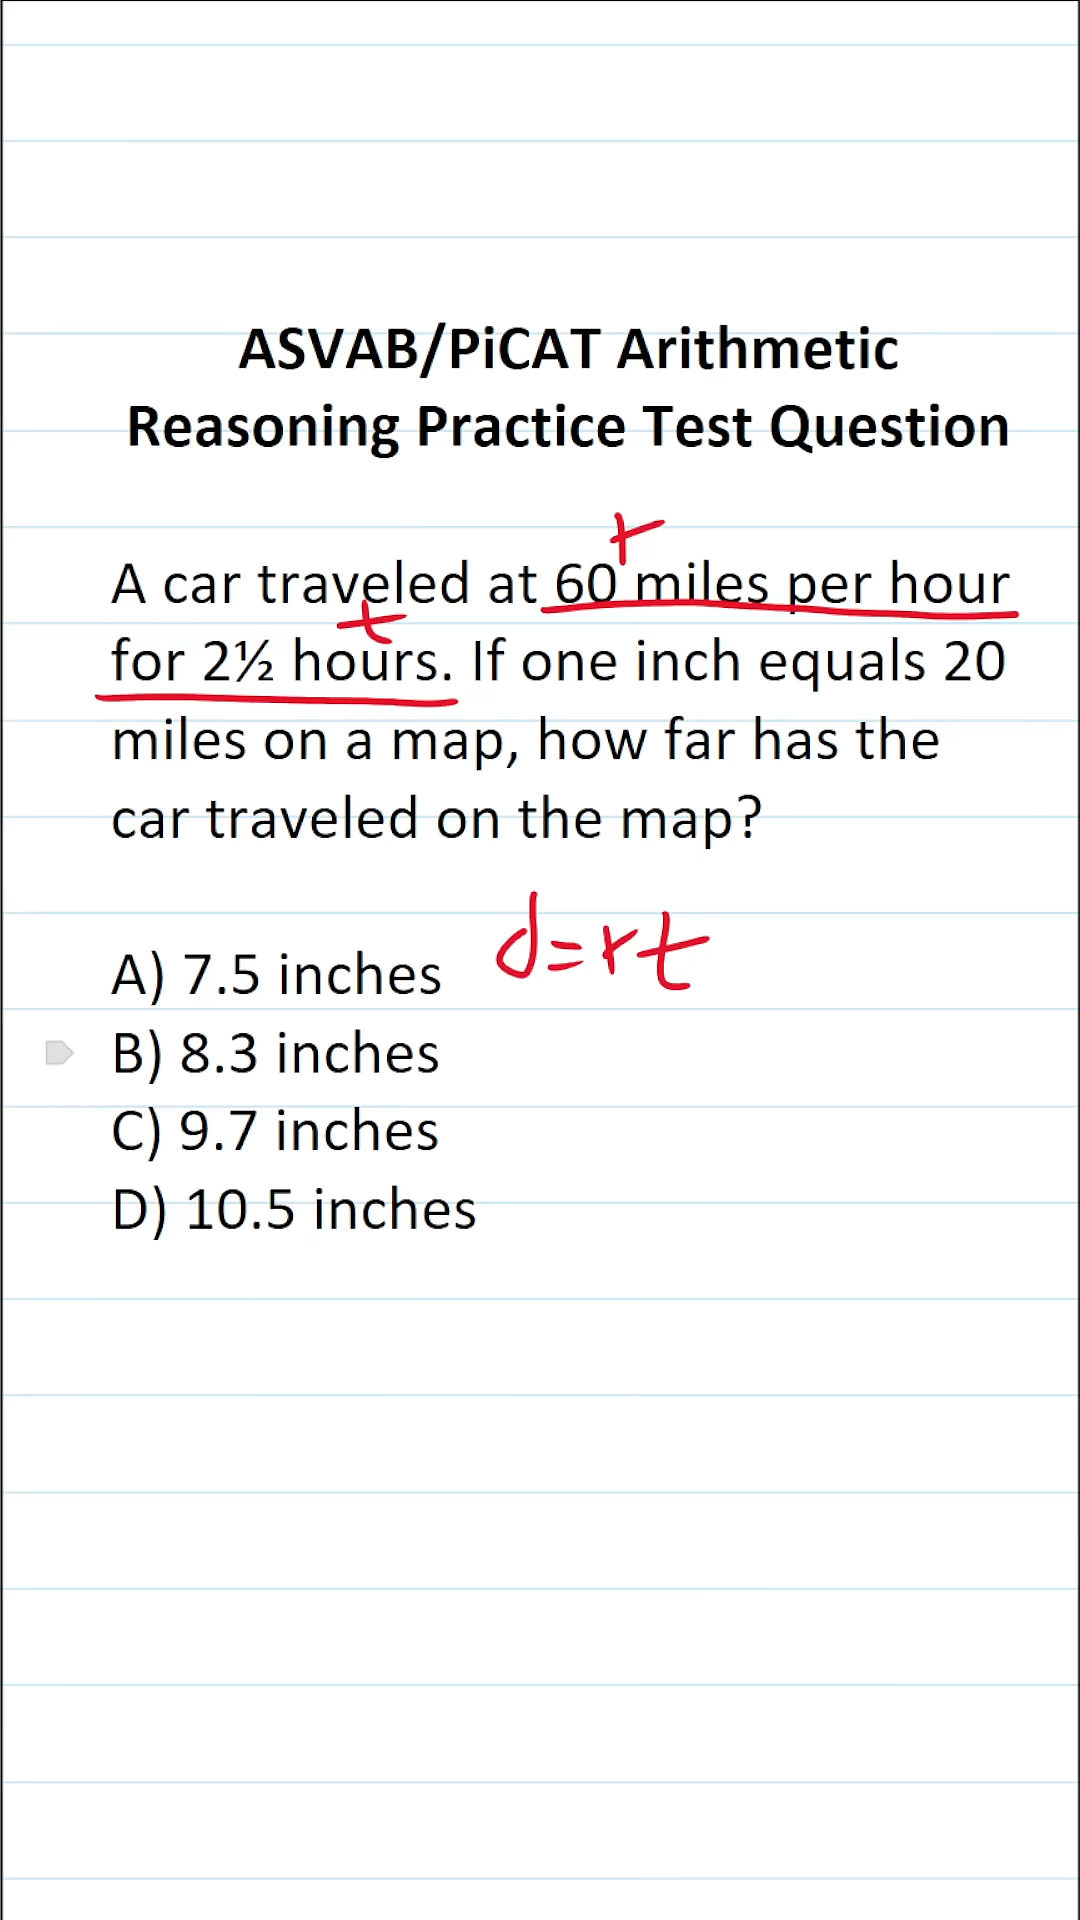 ASVAB/PiCAT Arithmetic
Reasoning Practice Test Question
r
A car traveled at 60 miles per hour
t
for 2½ hours. If one inch equals 20
miles on a map, how far has the
car traveled on the map?
d=rt
A) 7.5 inches
B) 8.3 inches
C) 9.7 inches
D) 10.5 inches